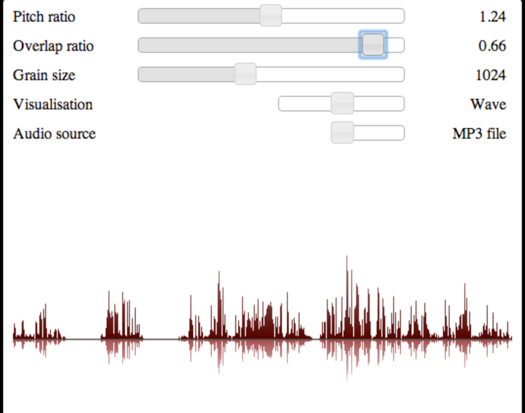 Pitch ratio 1.24
Overlap ratio 0.66
Grain size 1024
Visualisation Wave
Audio source MP3 file